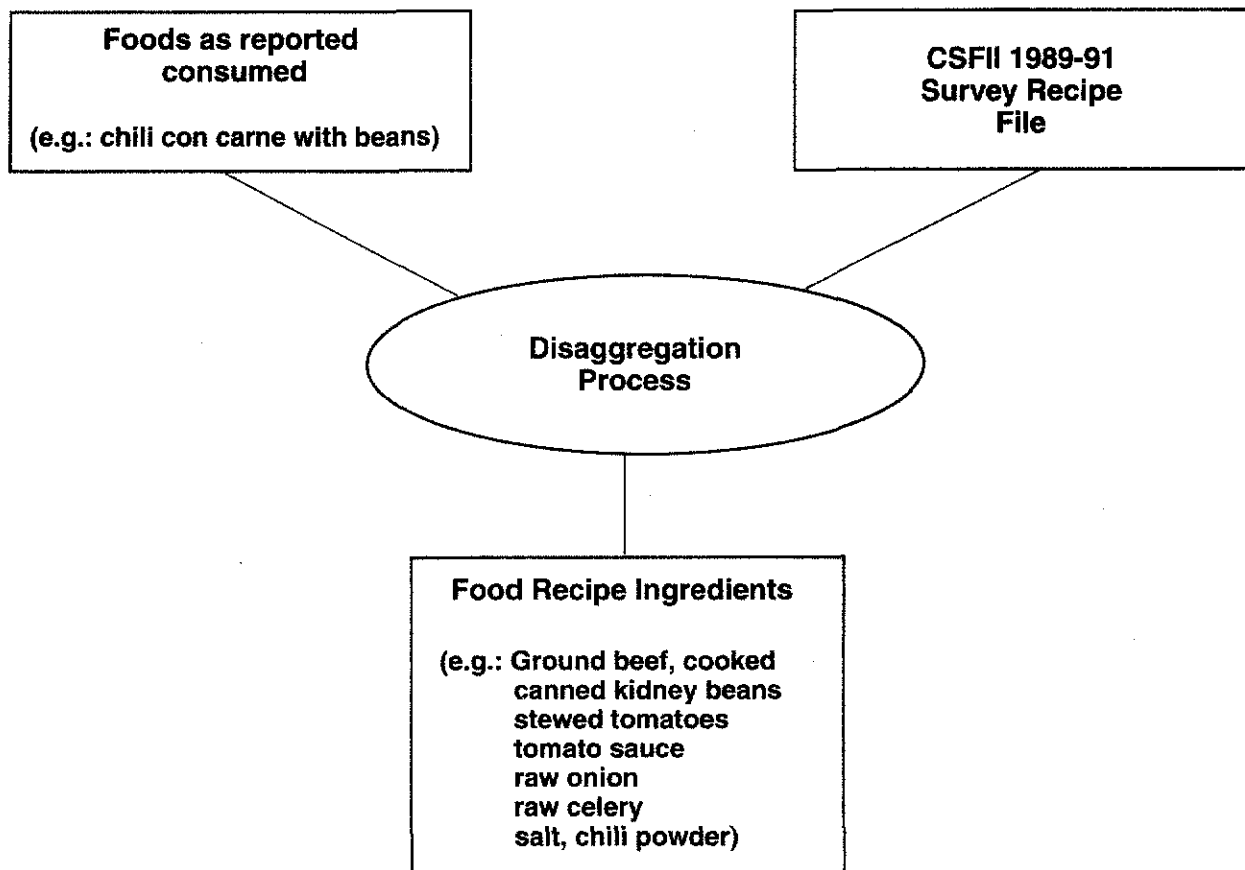 Foods as reported
consumed
(e.g.: chili con carne with beans)
CSFII 1989-91
Survey Recipe
File
Disaggregation
Process
Food Recipe Ingredients
(e.g.: Ground beef, cooked
canned kidney beans
stewed tomatoes
tomato sauce
raw onion
raw celery
salt, chili powder)